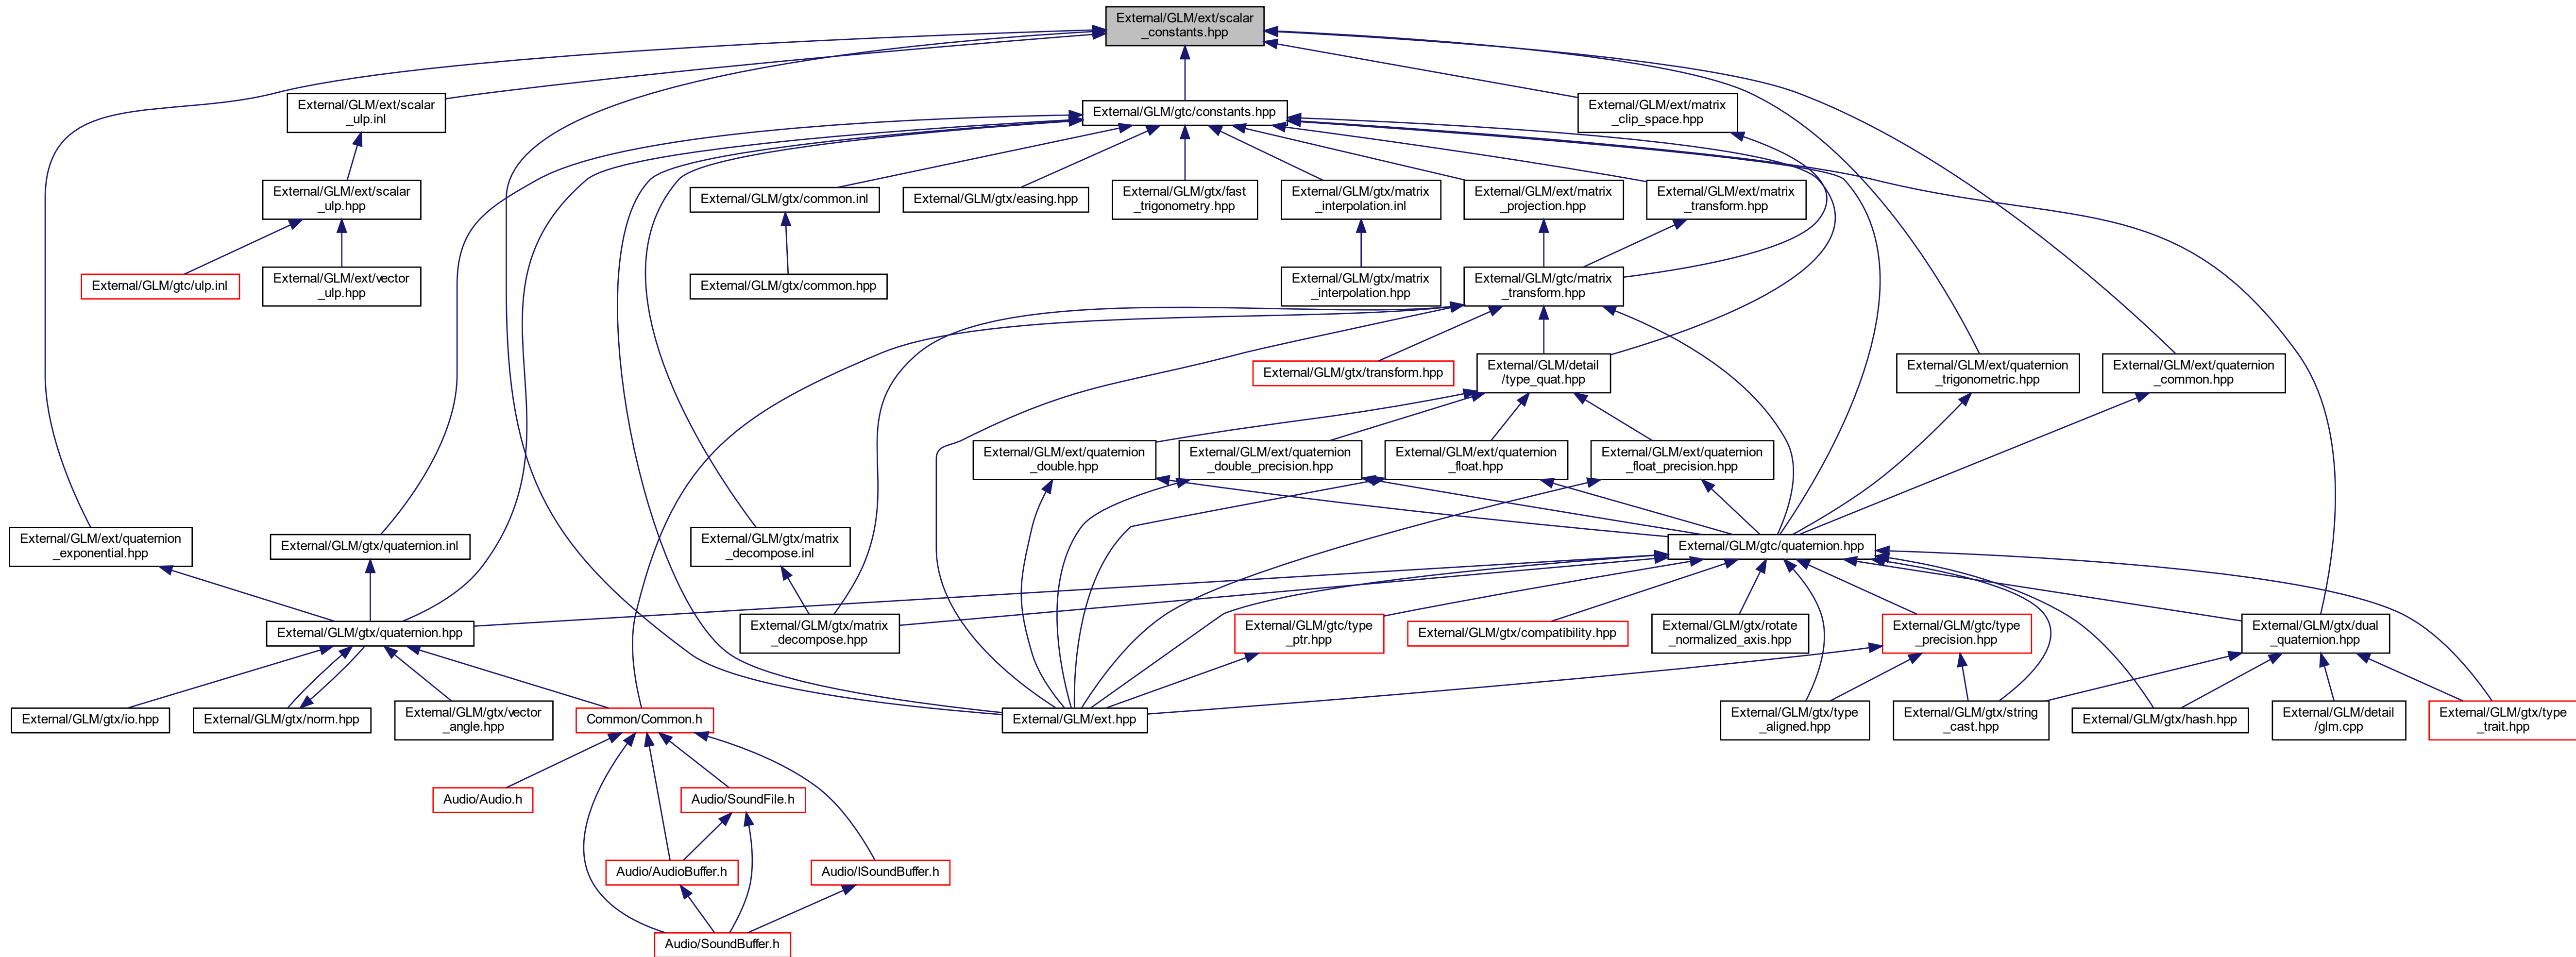 External/GLM/ext/scalar
_constants.hpp
External/GLM/ext/scalar
_ulp.inl
External/GLM/gtc/constants.hpp
External/GLM/ext/matrix
_clip_space.hpp
External/GLM/ext/scalar
_ulp.hpp
External/GLM/gtx/common.inl
External/GLM/gtx/easing.hpp
External/GLM/gtx/fast
_trigonometry.hpp
External/GLM/gtx/matrix
_interpolation.inl
External/GLM/ext/matrix
_projection.hpp
External/GLM/ext/matrix
_transform.hpp
External/GLM/gtc/ulp.inl
External/GLM/ext/vector
_ulp.hpp
External/GLM/gtx/common.hpp
External/GLM/gtx/matrix
_interpolation.hpp
External/GLM/gtc/matrix
_transform.hpp
External/GLM/gtx/transform.hpp
External/GLM/detail
/type_quat.hpp
External/GLM/ext/quaternion
_trigonometric.hpp
External/GLM/ext/quaternion
_common.hpp
External/GLM/ext/quaternion
_double.hpp
External/GLM/ext/quaternion
_double_precision.hpp
External/GLM/ext/quaternion
_float.hpp
External/GLM/ext/quaternion
_float_precision.hpp
External/GLM/ext/quaternion
_exponential.hpp
External/GLM/gtx/quaternion.inl
External/GLM/gtx/matrix
_decompose.inl
External/GLM/gtc/quaternion.hpp
External/GLM/gtx/quaternion.hpp
External/GLM/gtx/matrix
_decompose.hpp
External/GLM/gtc/type
_ptr.hpp
External/GLM/gtx/compatibility.hpp
External/GLM/gtx/rotate
_normalized_axis.hpp
External/GLM/gtc/type
_precision.hpp
External/GLM/gtx/dual
_quaternion.hpp
External/GLM/gtx/io.hpp
External/GLM/gtx/norm.hpp
External/GLM/gtx/vector
_angle.hpp
Common/Common.h
External/GLM/ext.hpp
External/GLM/gtx/type
_aligned.hpp
External/GLM/gtx/string
_cast.hpp
External/GLM/gtx/hash.hpp
External/GLM/detail
/glm.cpp
External/GLM/gtx/type
_trait.hpp
Audio/Audio.h
Audio/SoundFile.h
Audio/AudioBuffer.h
Audio/ISoundBuffer.h
Audio/SoundBuffer.h